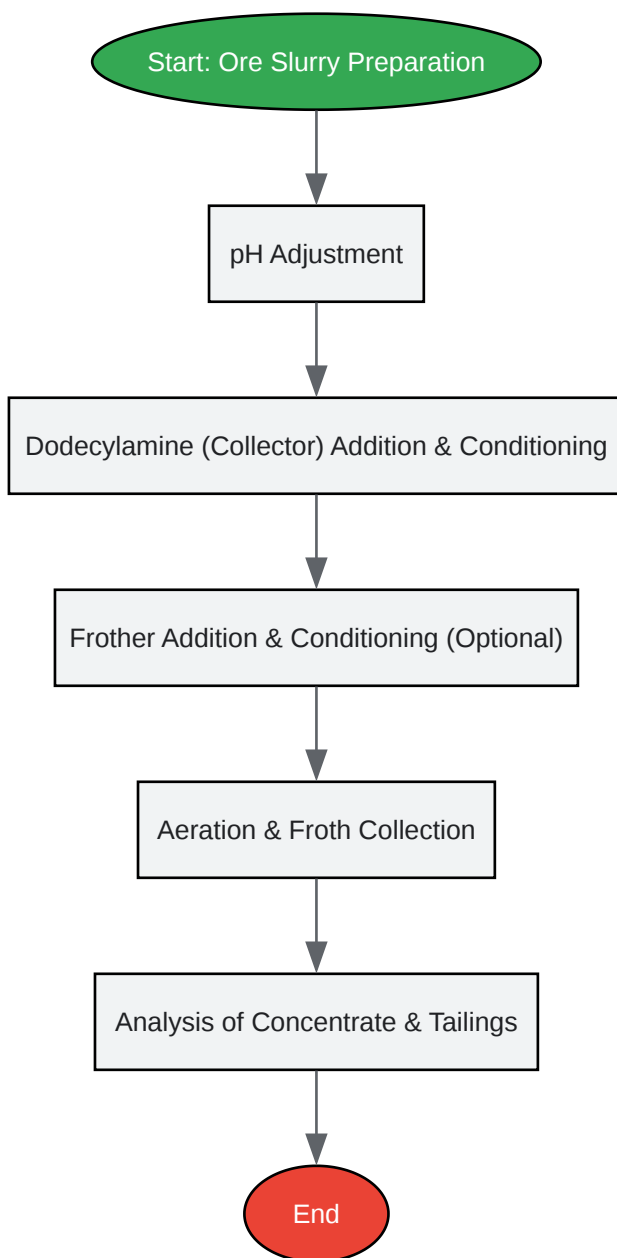 Start: Ore Slurry Preparation
pH Adjustment
Dodecylamine (Collector) Addition & Conditioning
Frother Addition & Conditioning (Optional)
Aeration & Froth Collection
Analysis of Concentrate & Tailings
End